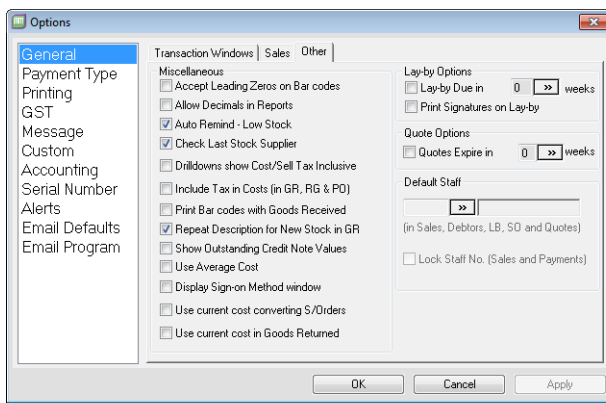 Options
General
Payment Type
Printing
GST
Message
Custom
Accounting
Serial Number
Alerts
Email Defaults
Email Program
Transaction Windows
Sales
Other
Miscellaneous
Accept Leading Zeros on Bar codes
Allow Decimals in Reports
Auto Remind - Low Stock
Check Last Stock Supplier
Drilldowns show Cost/Sell Tax Inclusive
Include Tax in Costs (in GR, RG & PO)
Print Bar codes with Goods Received
Repeat Description for New Stock in GR
Show Outstanding Credit Note Values
Use Average Cost
Display Sign-on Method window
Use current cost converting S/Orders
Use current cost in Goods Returned
Lay-by Options
Lay-by Due in 0 >> weeks
Print Signatures on Lay-by
Quote Options
Quotes Expire in 0 >> weeks
Default Staff
>>
(in Sales, Debtors, LB, SO and Quotes)
Lock Staff No. (Sales and Payments)
OK
Cancel
Apply